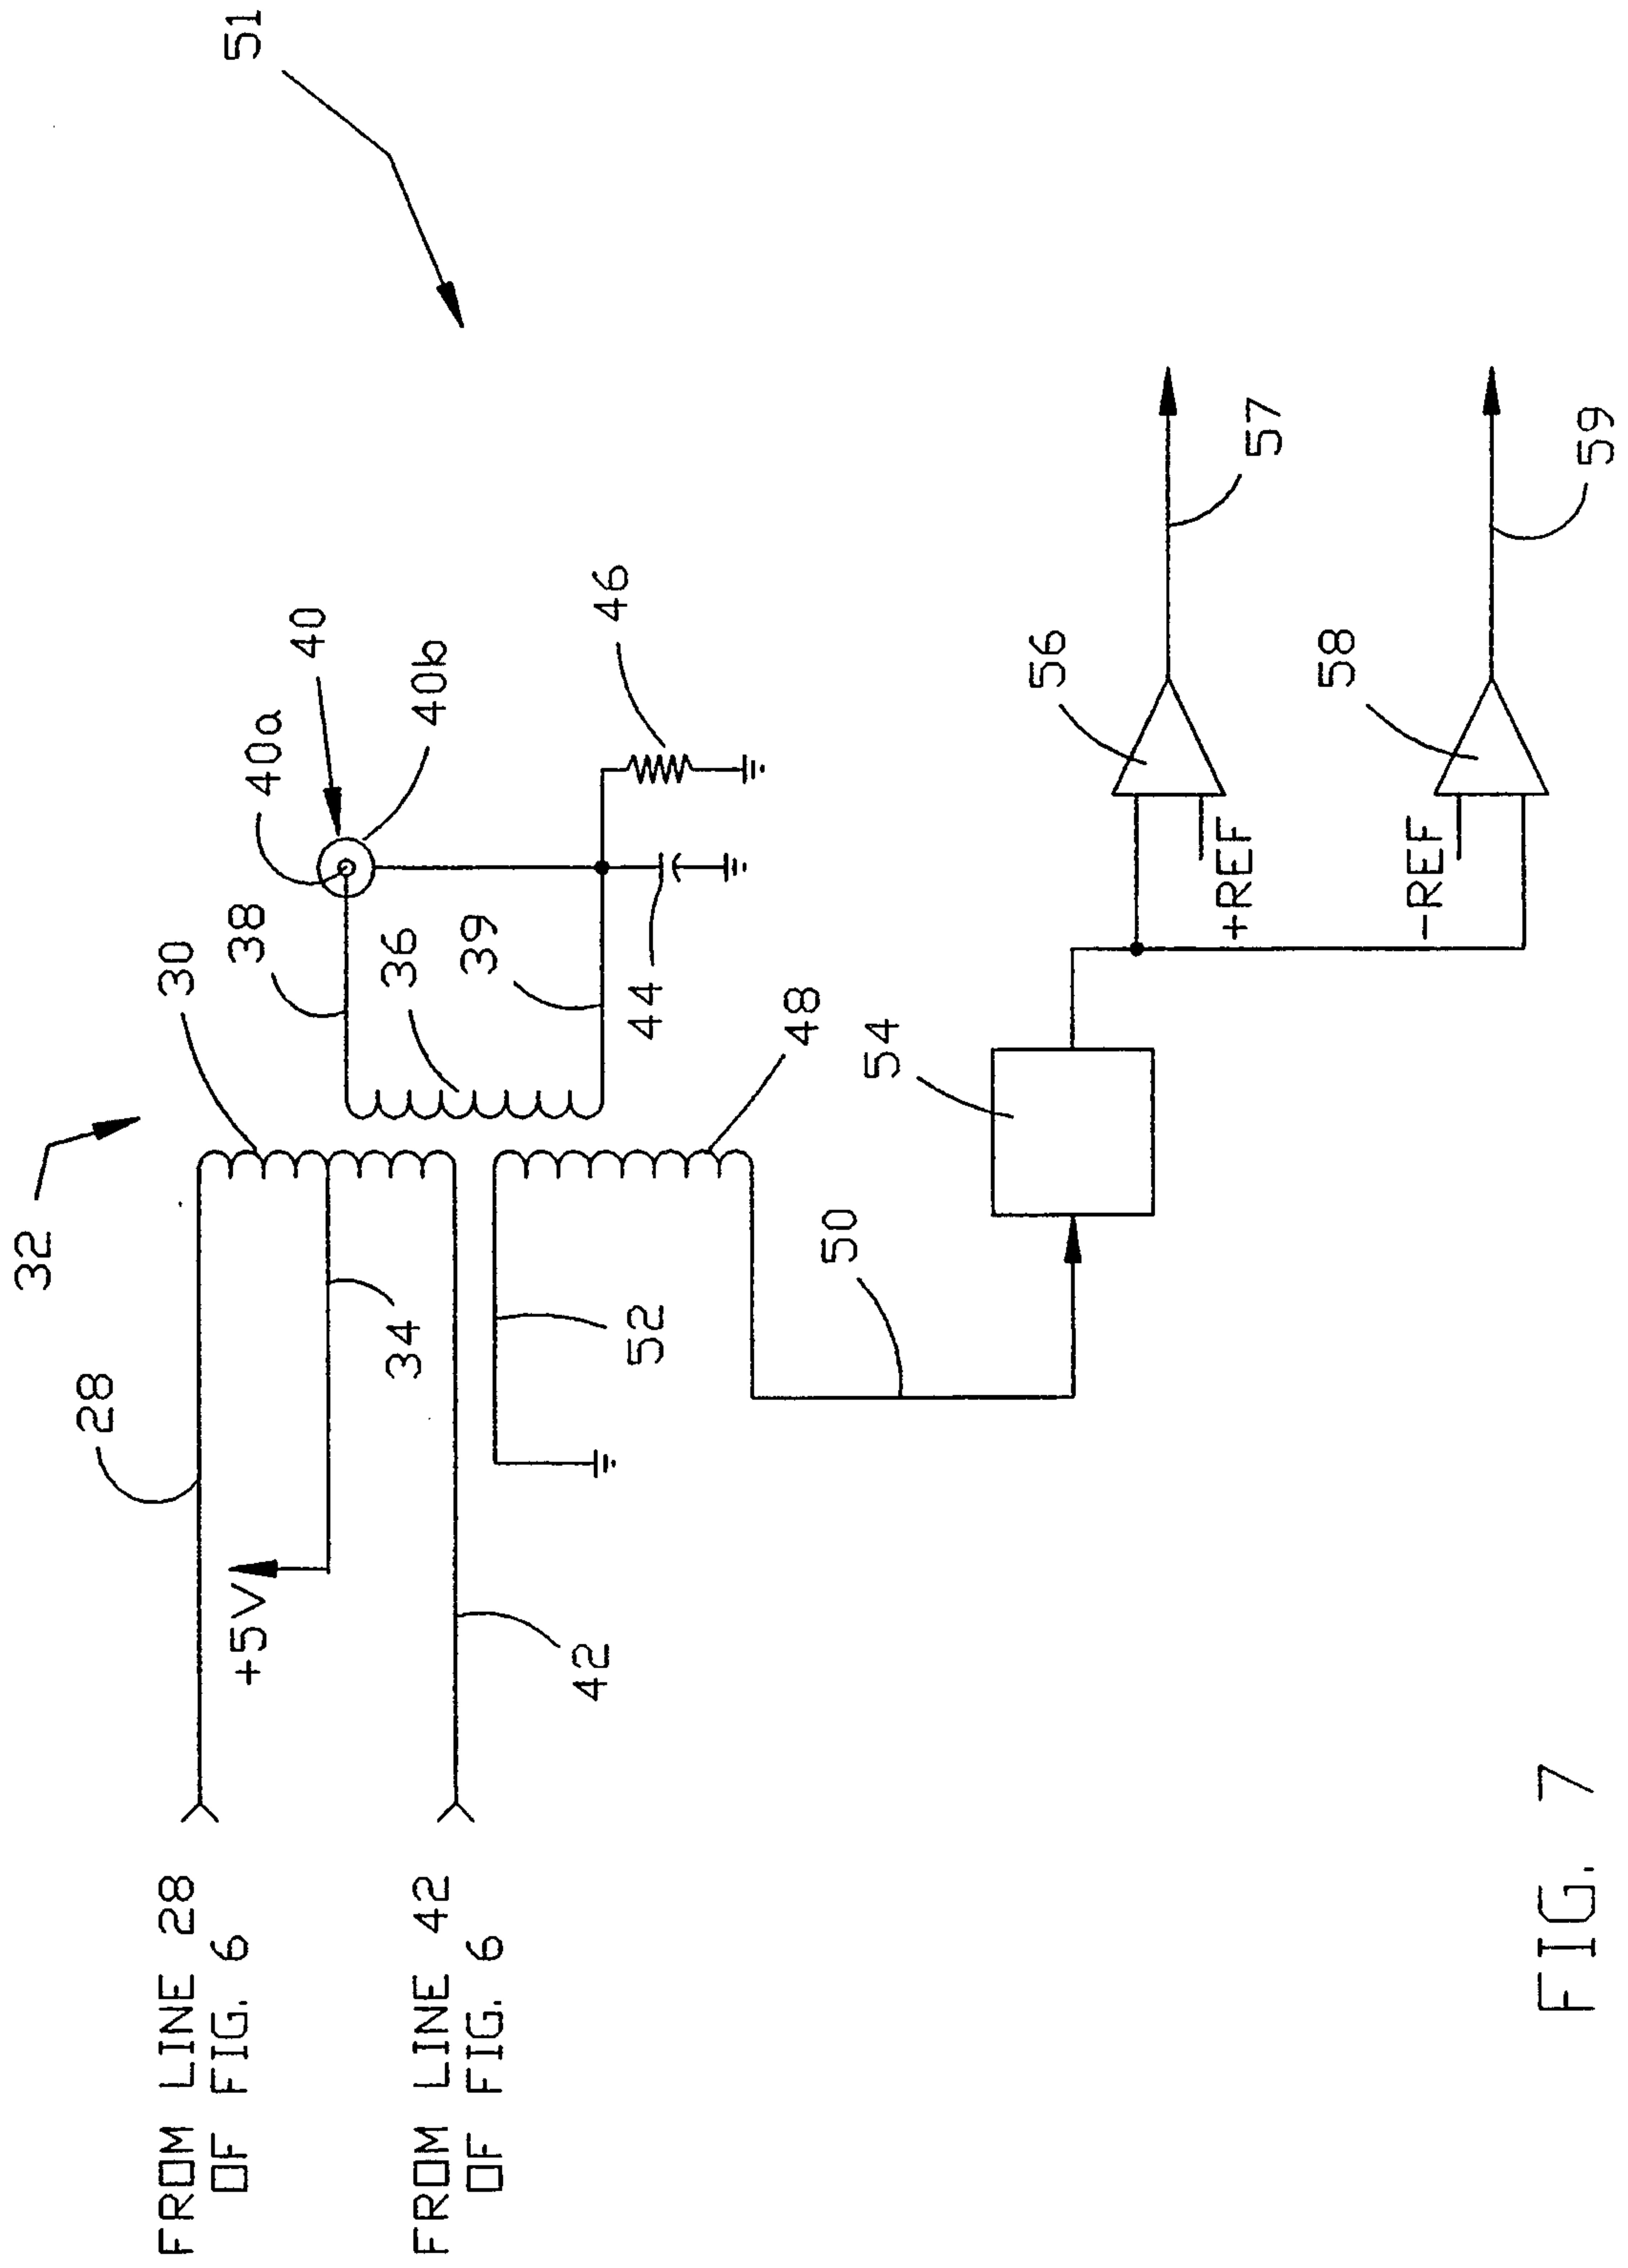 51
32
30
38
40a
40
28
+5V
34
36
40b
39
46
44
42
52
48
50
54
56
57
+REF
58
-REF
59
FROM LINE 28
OF FIG. 6
FROM LINE 42
OF FIG. 6
FIG. 7